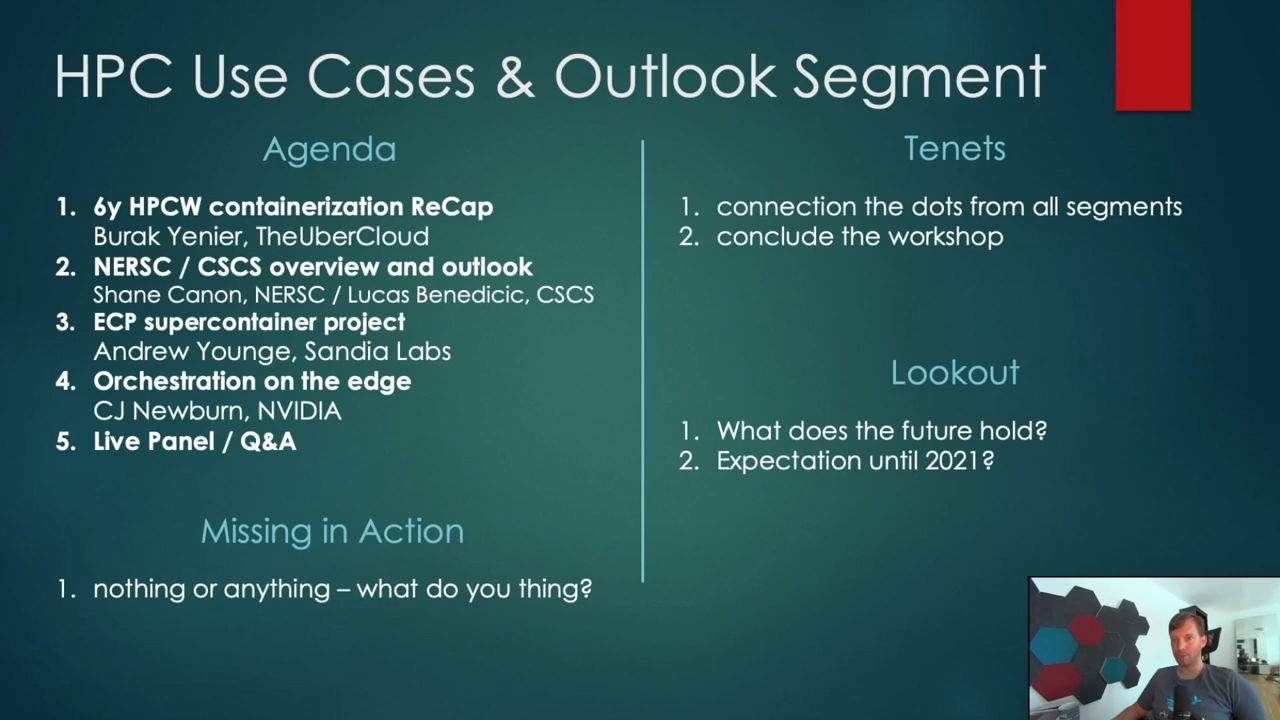 HPC Use Cases & Outlook Segment
Agenda
1. 6y HPCW containerization ReCap
Burak Yenier, TheUberCloud
2. NERSC / CSCS overview and outlook
Shane Canon, NERSC / Lucas Benedicic, CSCS
3. ECP supercontainer project
Andrew Younge, Sandia Labs
4. Orchestration on the edge
CJ Newburn, NVIDIA
5. Live Panel / Q&A
Missing in Action
1. nothing or anything – what do you thing?
Tenets
1. connection the dots from all segments
2. conclude the workshop
Lookout
1. What does the future hold?
2. Expectation until 2021?